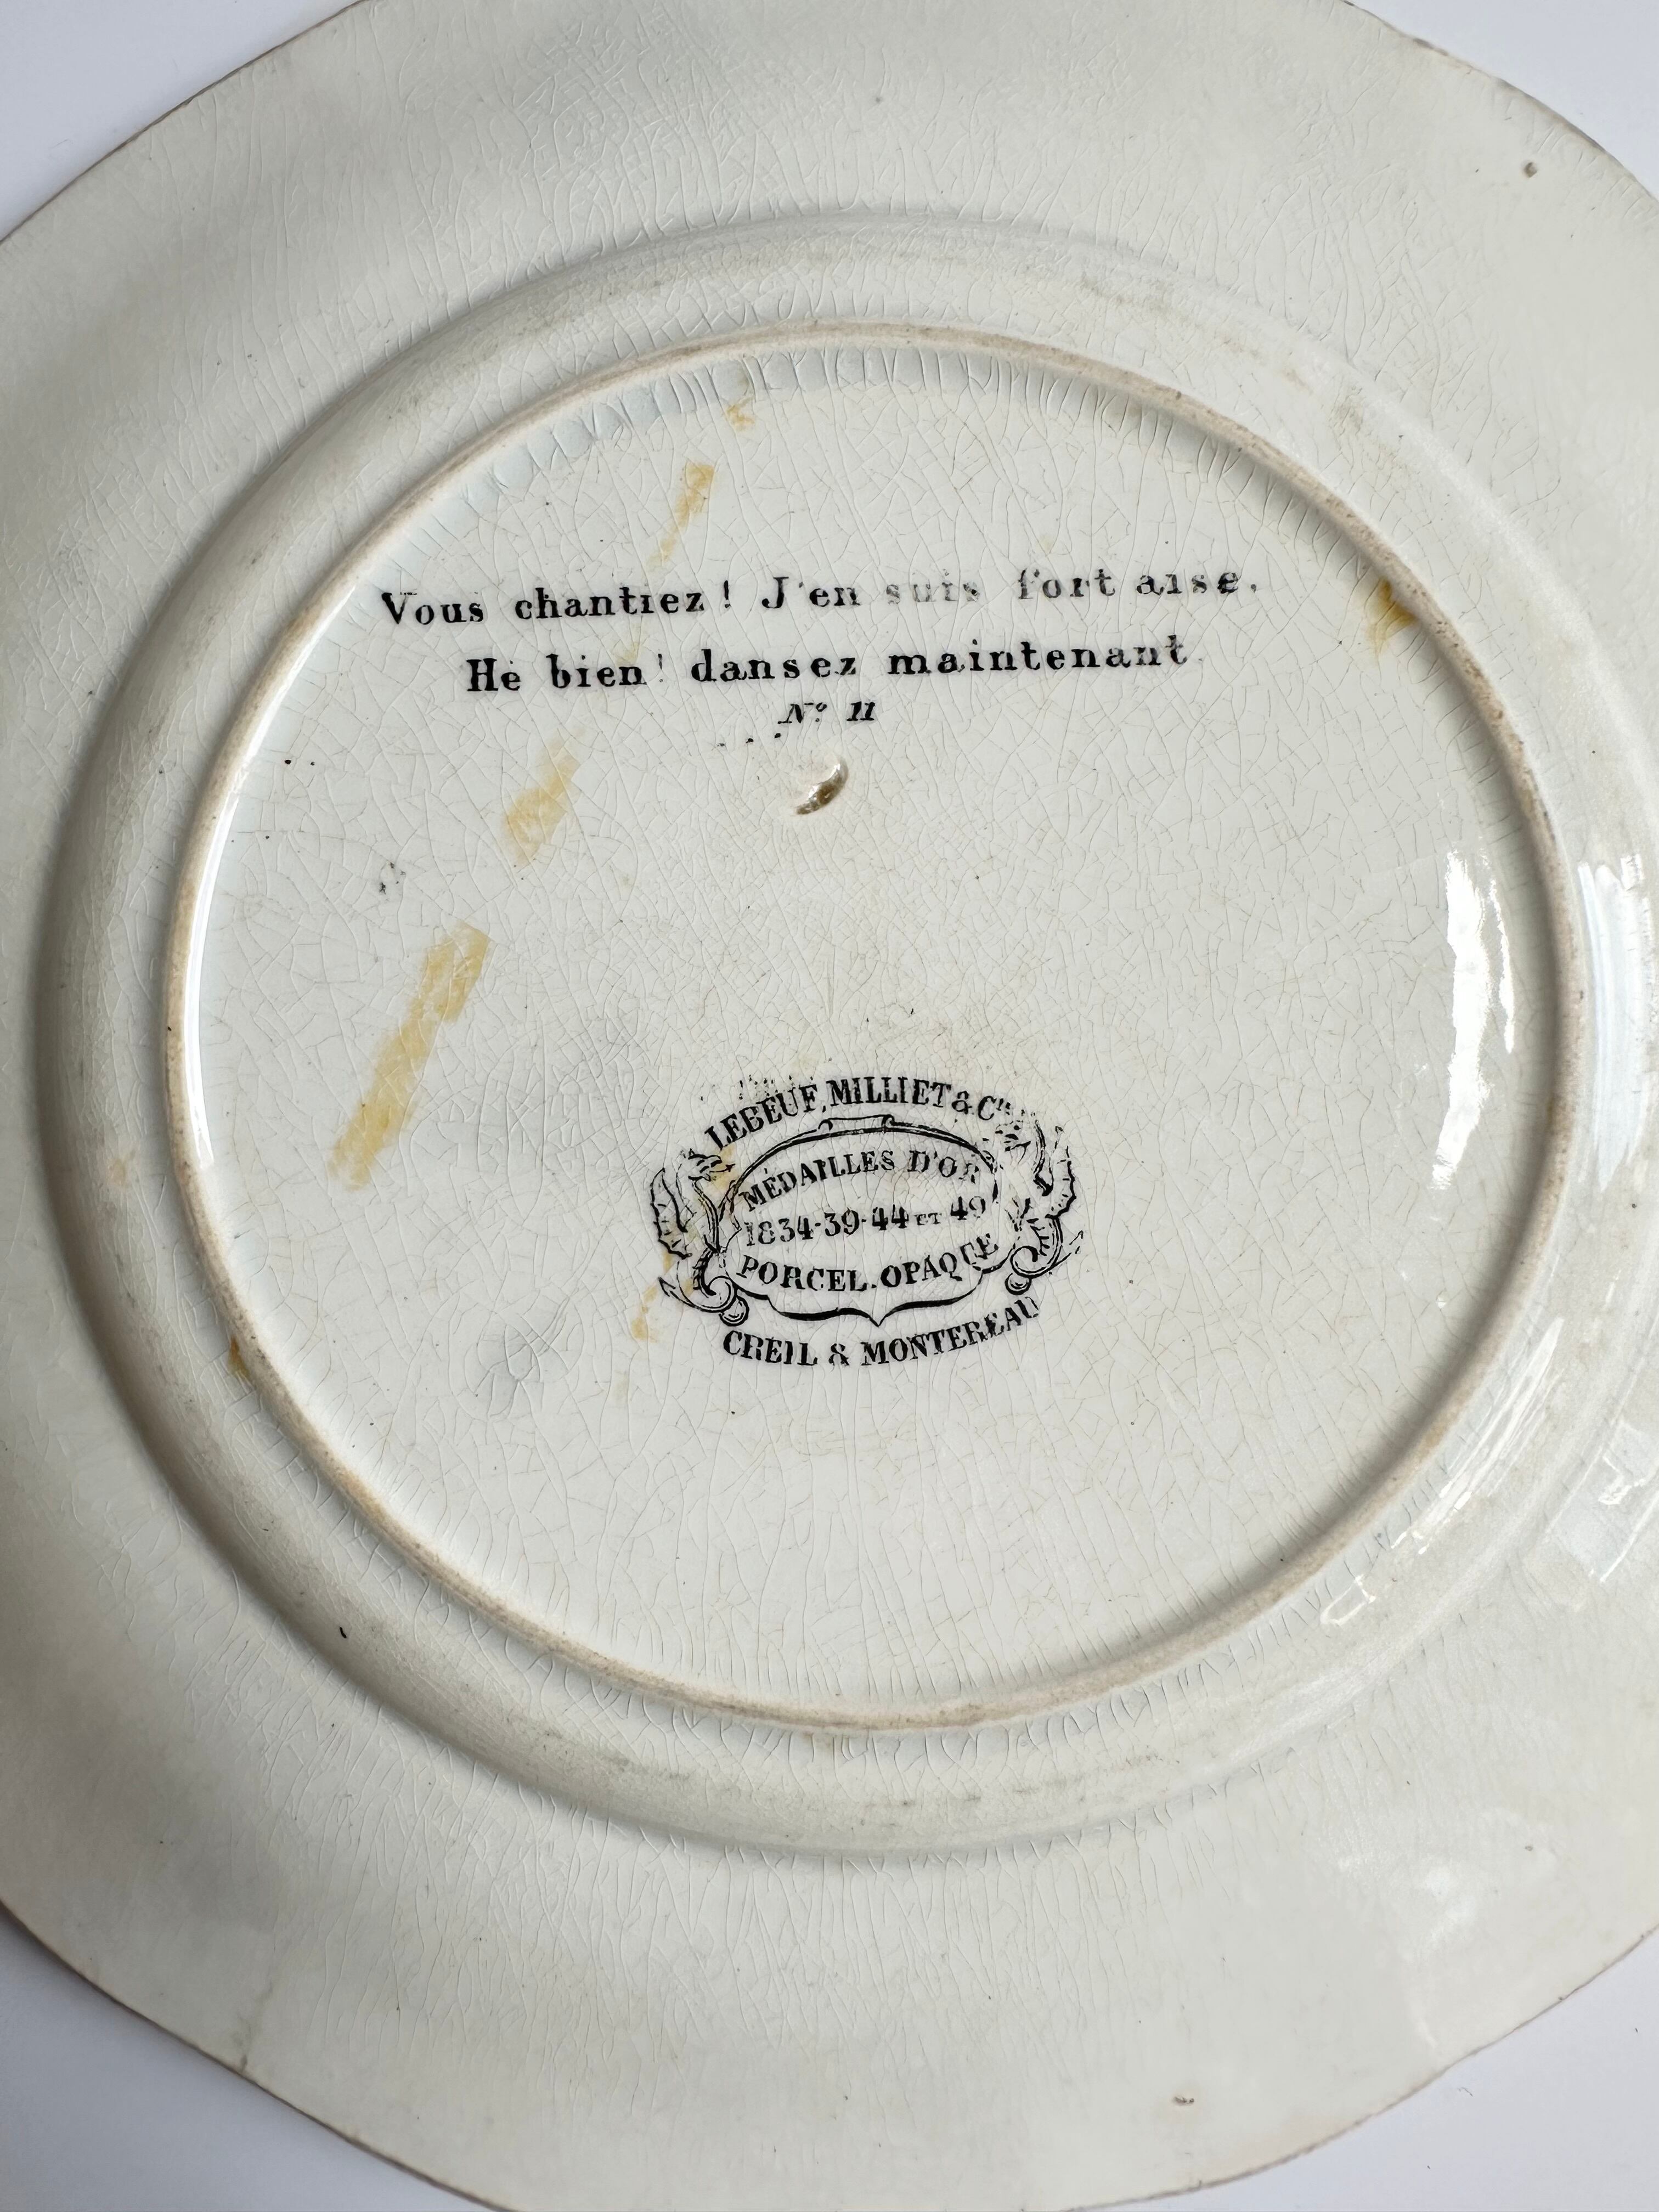 Vous chantiez! J'en suis fort aise.
Hé bien! dansez maintenant
Nº 11
LEBEUF, MILLIET & Cie
MÉDAILLES D'OR
1834-39-44 ET 49
PORCEL. OPAQUE
CREIL & MONTEREAU